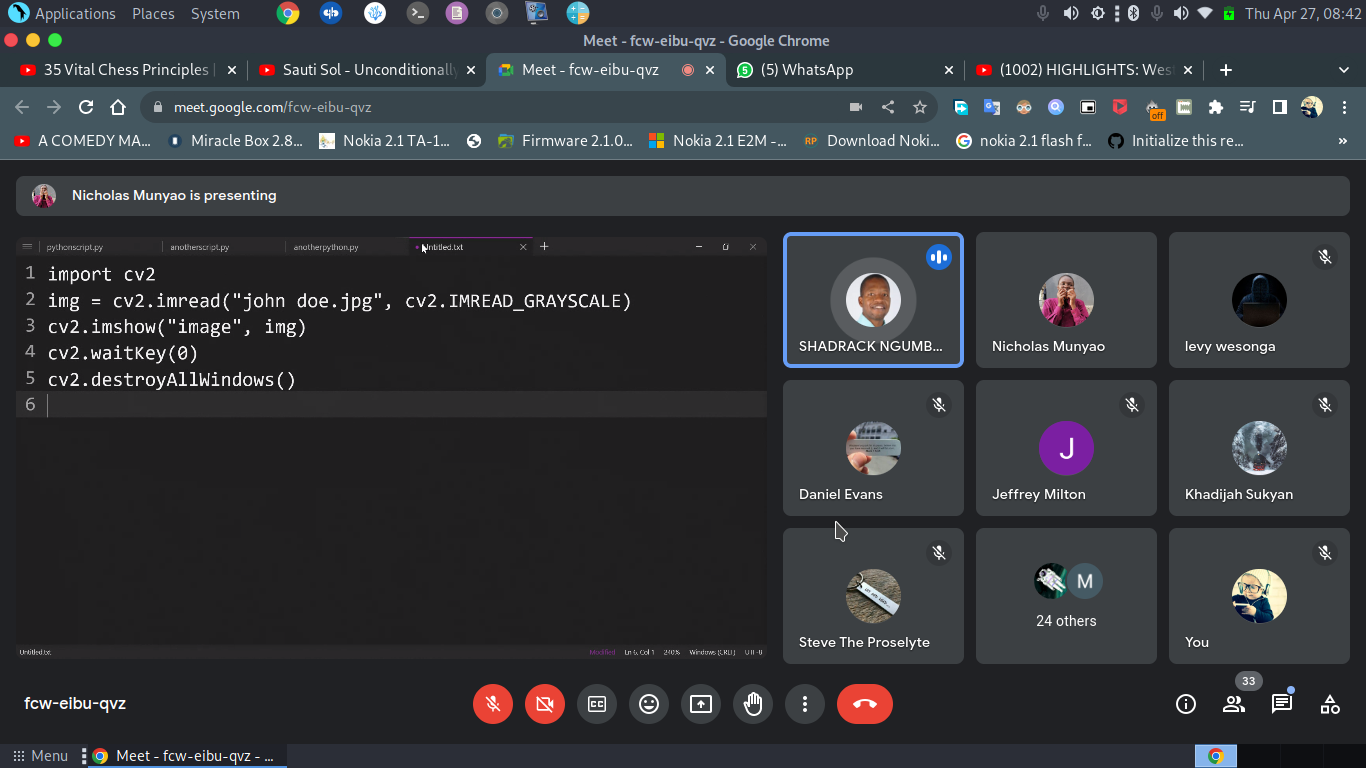 Applications Places System
Thu Apr 27, 08:42
Meet - fcw-eibu-qvz - Google Chrome
35 Vital Chess Principles |
Sauti Sol - Unconditionally
Meet - fcw-eibu-qvz
(5) WhatsApp
(1002) HIGHLIGHTS: Wes
meet.google.com/fcw-eibu-qvz
off
A COMEDY MA...
Miracle Box 2.8...
Nokia 2.1 TA-1...
Firmware 2.1.0...
Nokia 2.1 E2M -...
RP
Download Noki...
nokia 2.1 flash f...
Initialize this re...
Nicholas Munyao is presenting
pythonscript.py
anotherscript.py
anotherpython.py
Untitled.txt
1 import cv2
2 img = cv2.imread("john doe.jpg", cv2.IMREAD_GRAYSCALE)
3 cv2.imshow("image", img)
4 cv2.waitKey(0)
5 cv2.destroyAllWindows()
6
Untitled.txt
Modified Ln 6, Col 1 240% Windows (CRLF) UTF-8
SHADRACK NGUMB...
Nicholas Munyao
levy wesonga
Daniel Evans
J
Jeffrey Milton
Khadijah Sukyan
Steve The Proselyte
M
24 others
You
fcw-eibu-qvz
CC
33
Menu
Meet - fcw-eibu-qvz - ...